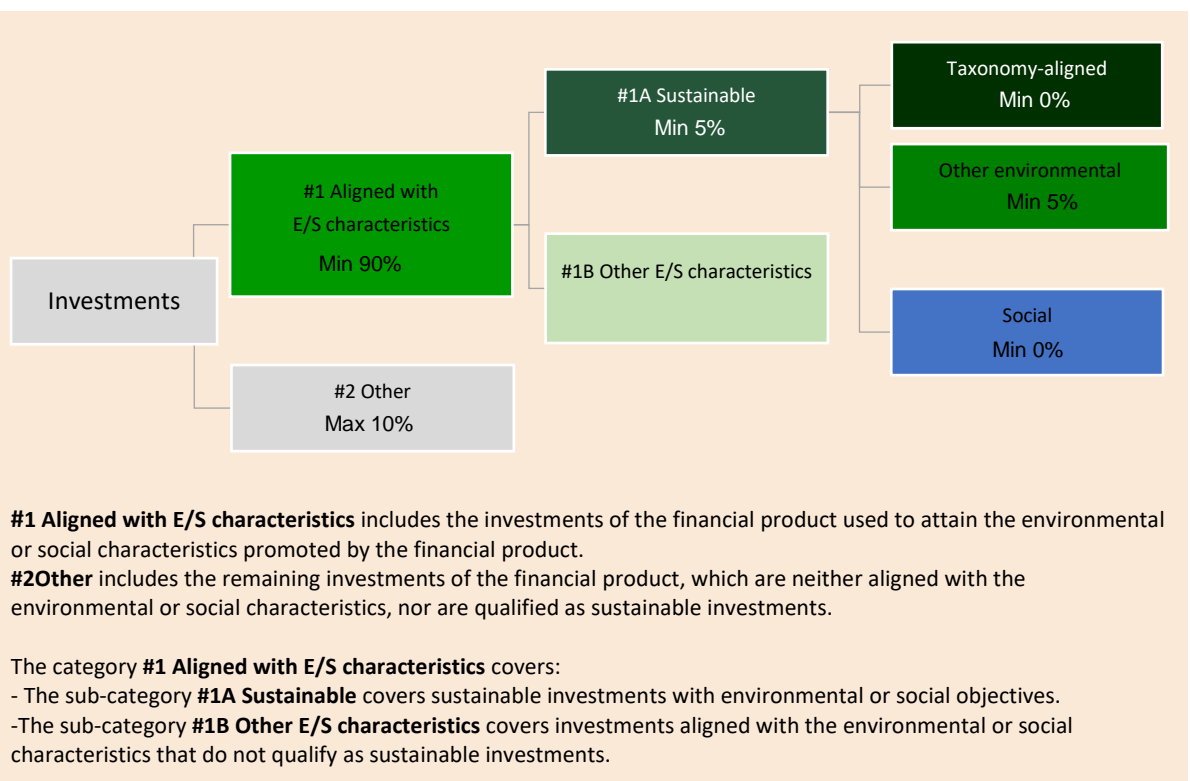 Investments
#1 Aligned with
E/S characteristics
Min 90%
#2 Other
Max 10%
#1A Sustainable
Min 5%
#1B Other E/S characteristics
Taxonomy-aligned
Min 0%
Other environmental
Min 5%
Social
Min 0%
#1 Aligned with E/S characteristics includes the investments of the financial product used to attain the environmental
or social characteristics promoted by the financial product.
#2Other includes the remaining investments of the financial product, which are neither aligned with the
environmental or social characteristics, nor are qualified as sustainable investments.
The category #1 Aligned with E/S characteristics covers:
- The sub-category #1A Sustainable covers sustainable investments with environmental or social objectives.
-The sub-category #1B Other E/S characteristics covers investments aligned with the environmental or social
characteristics that do not qualify as sustainable investments.